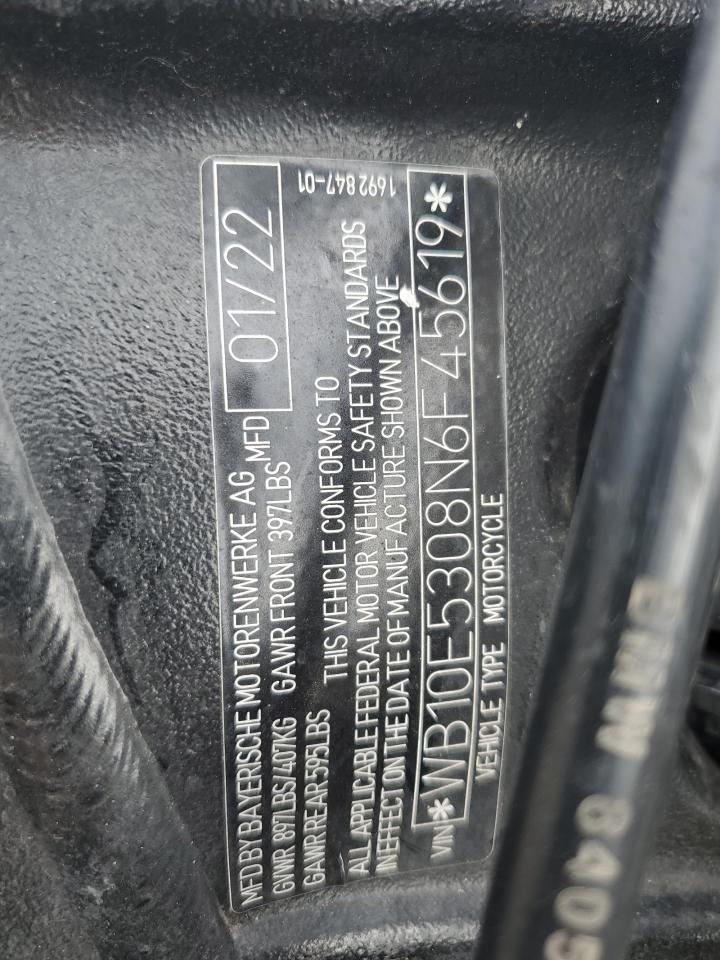 MFD BY BAYERISCHE MOTORENWERKE AG MFD 01/22
GVWR 897LBS/407KG GAWR FRONT 397LBS
GAWR REAR 595LBS 1692847-01
THIS VEHICLE CONFORMS TO
ALL APPLICABLE FEDERAL MOTOR VEHICLE SAFETY STANDARDS
IN EFFECT ON THE DATE OF MANUFACTURE SHOWN ABOVE
VIN *WB10E5308N6F45619*
VEHICLE TYPE MOTORCYCLE
BMW 8405